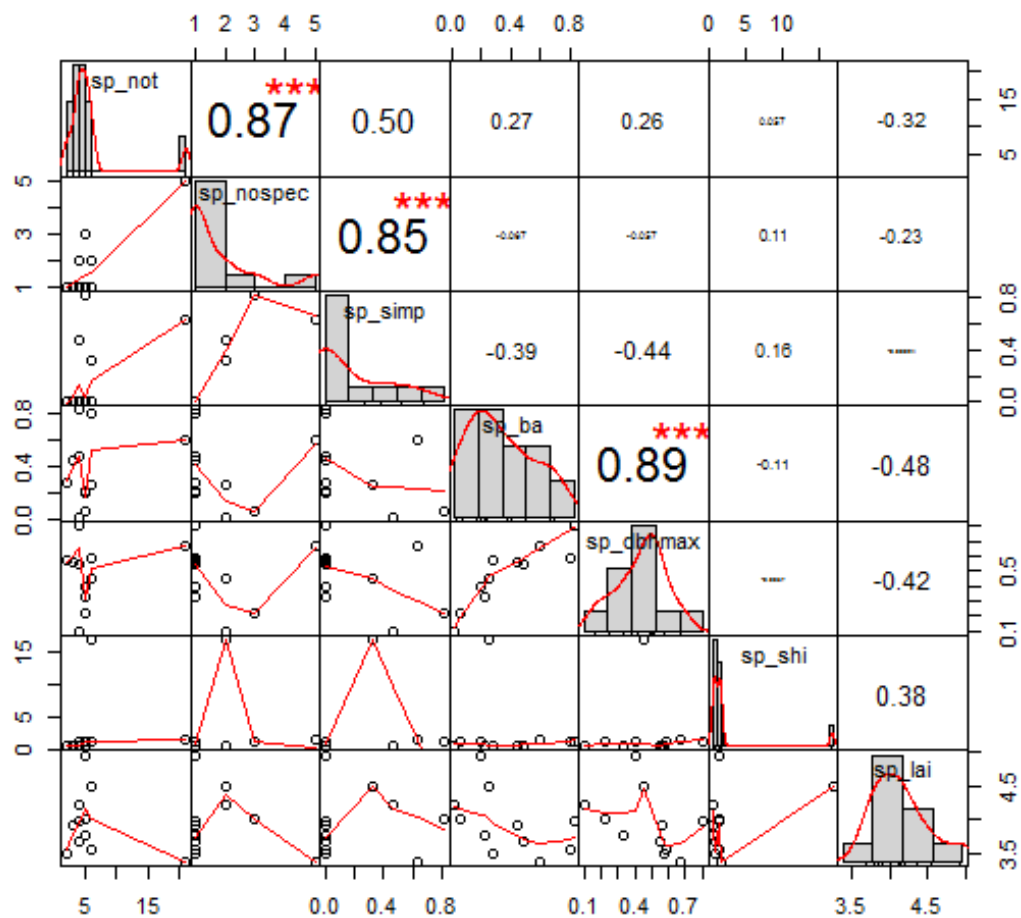 1 2 3 4 5 0.0 0.4 0.8 0 5 10
sp_not 0.87 *** 0.50 0.27 0.26 -0.32 5 15
1 3 5 sp_nospec 0.85 *** 0.11 -0.23
sp_simp -0.39 -0.44 0.16 0.0 0.4 0.8
0.0 0.4 0.8 sp_ba 0.89 *** -0.11 -0.48
sp_dbhmax -0.42 0.1 0.5
0 5 15 sp_shi 0.38
sp_lai 3.5 4.5
5 15 0.0 0.4 0.8 0.1 0.4 0.7 3.5 4.5